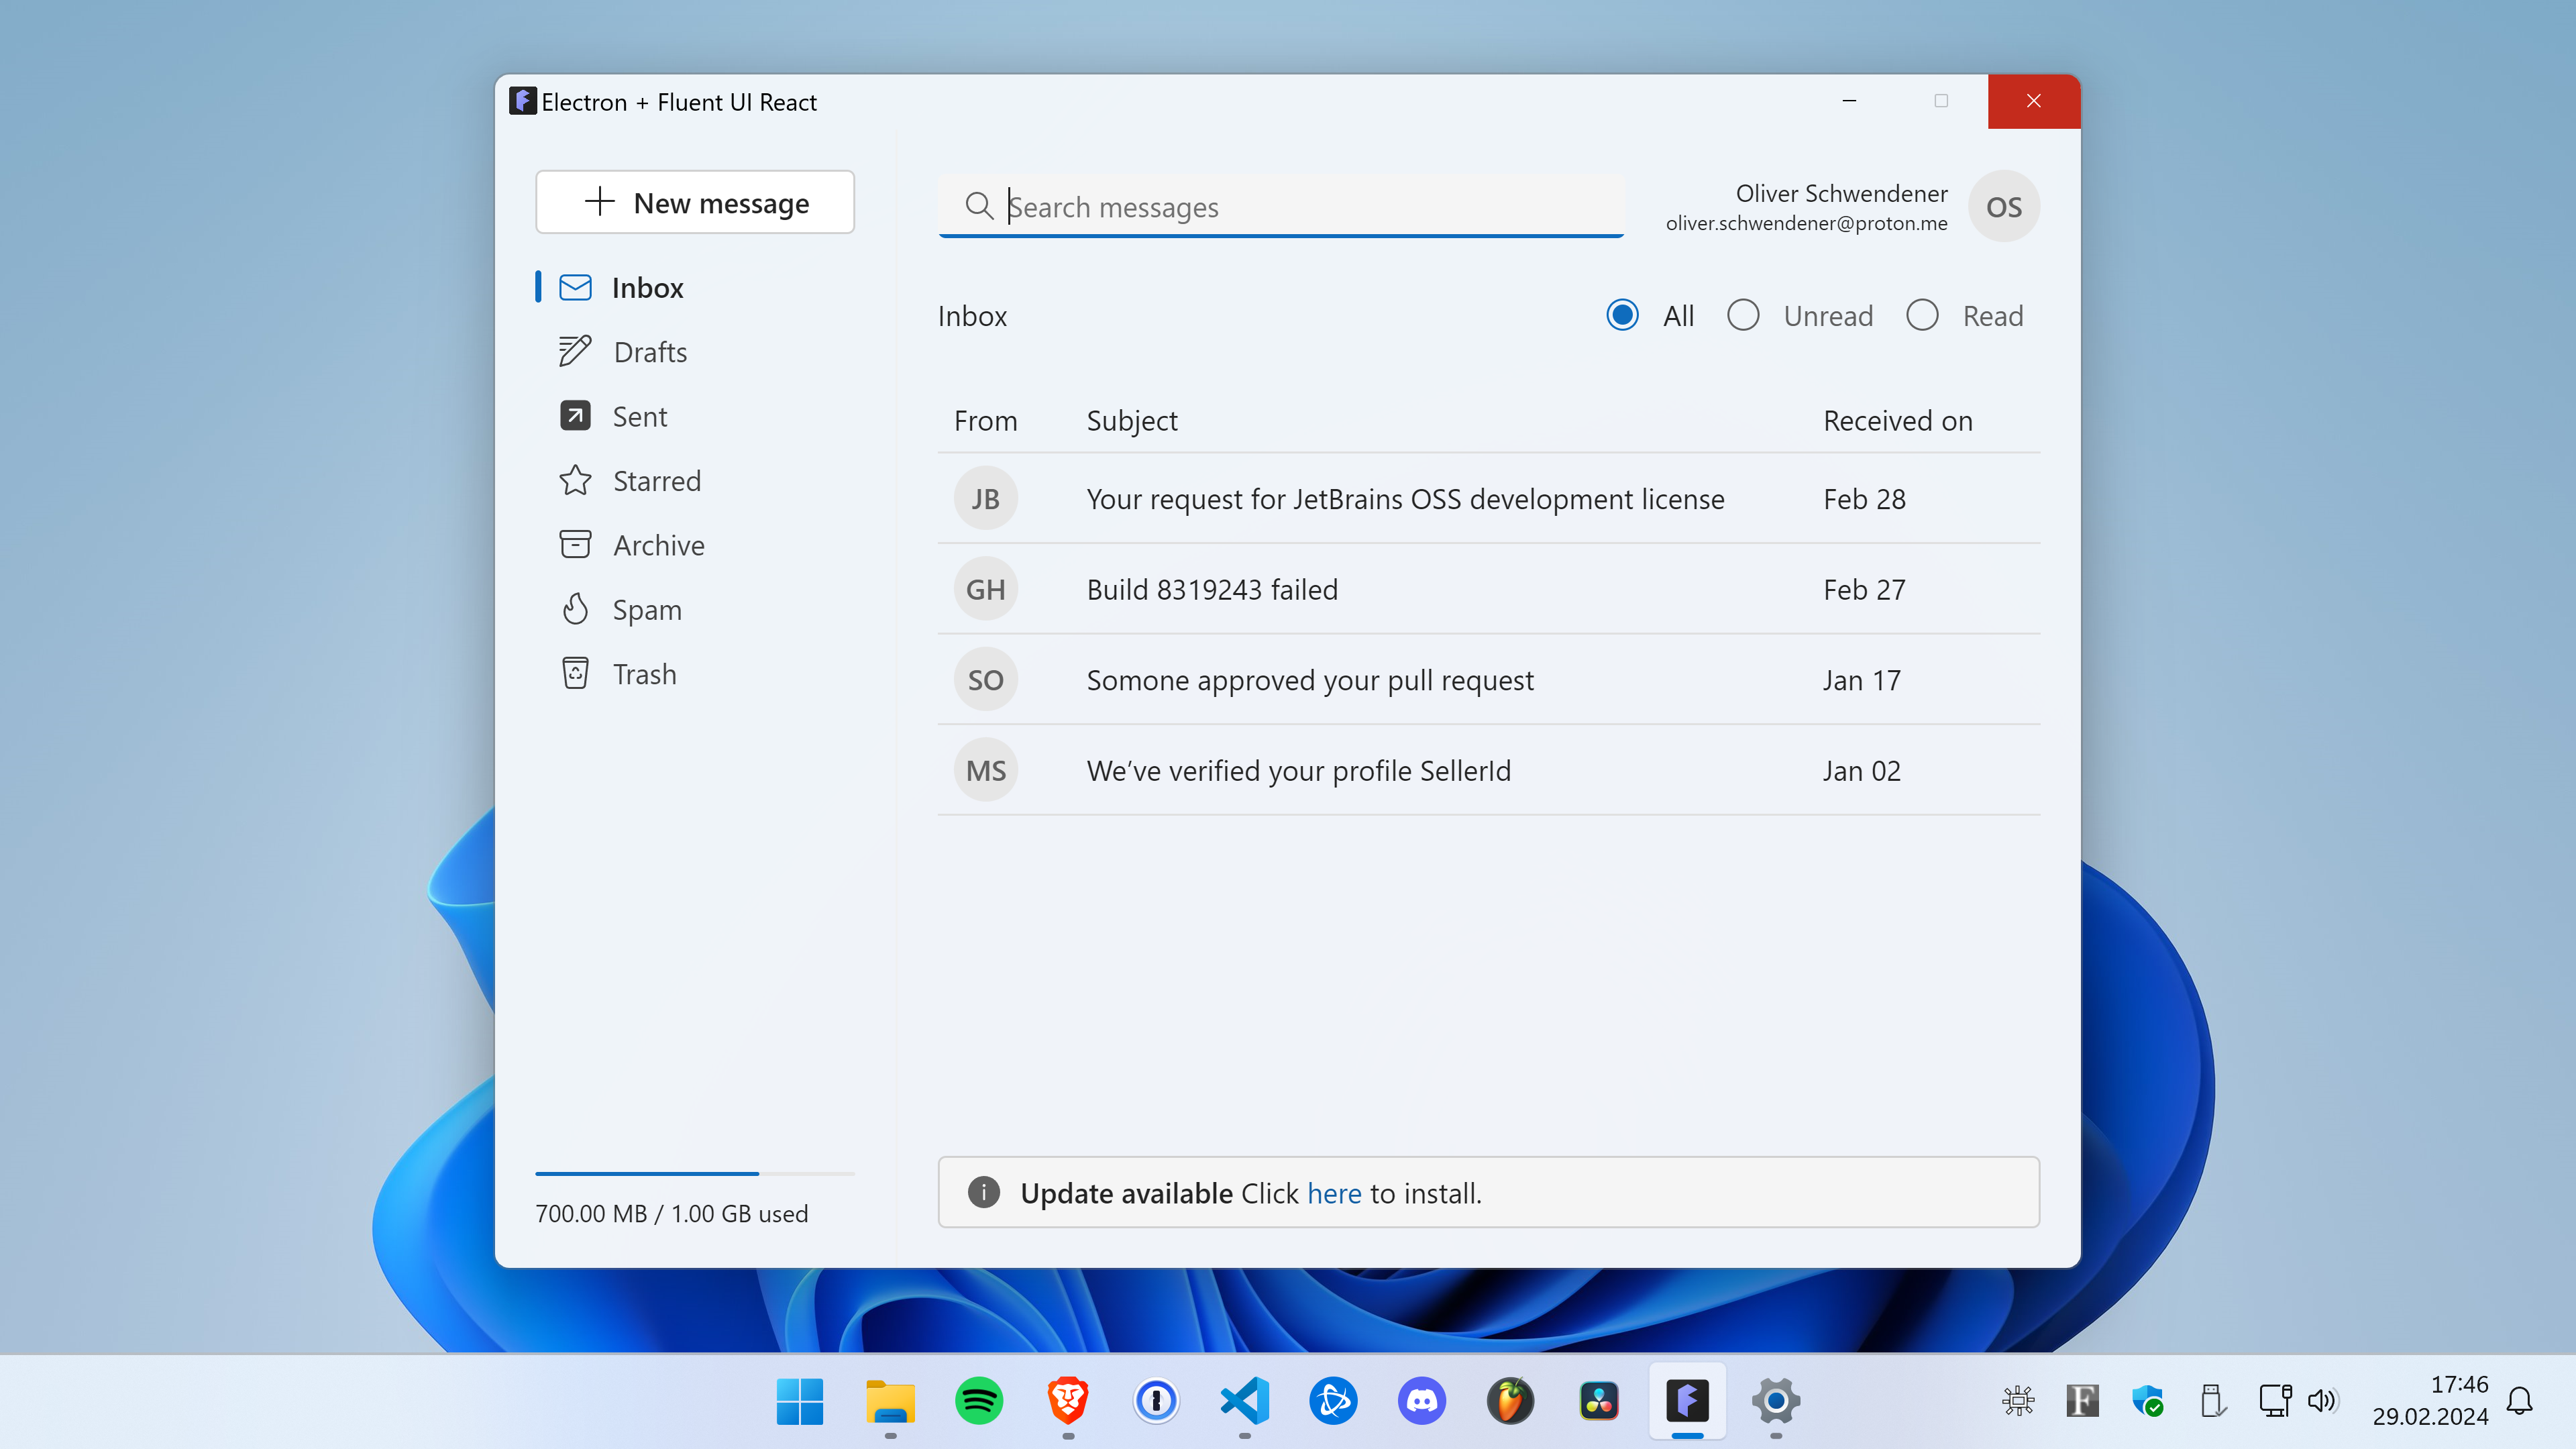 Electron + Fluent UI React
New message
Inbox
Drafts
Sent
Starred
Archive
Spam
Trash
700.00 MB / 1.00 GB used
Search messages
Oliver Schwendener
oliver.schwendener@proton.me
OS
Inbox
All Unread Read
From Subject Received on
JB Your request for JetBrains OSS development license Feb 28
GH Build 8319243 failed Feb 27
SO Somone approved your pull request Jan 17
MS We’ve verified your profile SellerId Jan 02
Update available Click here to install.
F
17:46
29.02.2024